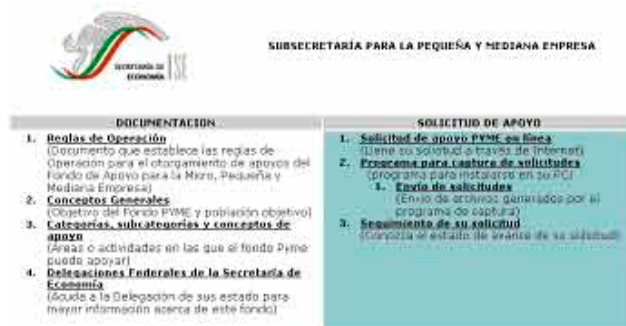 SUBSECRETARÍA PARA LA PEQUEÑA Y MEDIANA EMPRESA
SECRETARÍA DE
ECONOMÍA
SE
DOCUMENTACION
1. Reglas de Operación
(Documento que establece las reglas de
Operación para el otorgamiento de apoyos del
Fondo de Apoyo para la Micro, Pequeña y
Mediana Empresa)
2. Conceptos Generales
(Objetivo del Fondo PYME y población objetivo)
3. Categorías, subcategorías y conceptos de
apoyo
(Areas o actividades en las que el fondo Pyme
puede apoyar)
4. Delegaciones Federales de la Secretaría de
Economía
(Acuda a la Delegación de sus estado para
mayor información acerca de este fondo)
SOLICITUD DE APOYO
1. Solicitud de apoyo PYME en línea
(Llene su solicitud a través de Internet)
2. Programa para captura de solicitudes
(programa para instalarse en su PC)
1. Envío de solicitudes
(Envío de archivos generados por el
programa de captura)
3. Seguimiento de su solicitud
(Conozca el estado de avance de su solicitud)